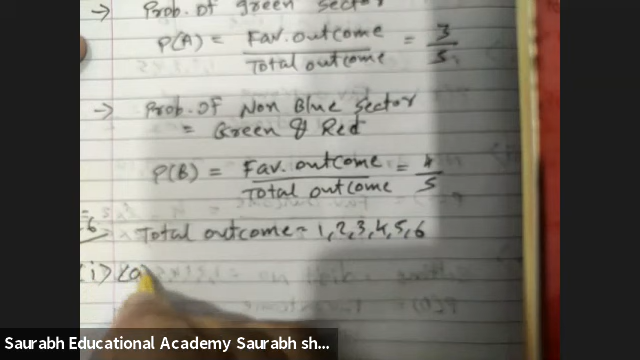 → Prob. Of green sector
P(A) = Fav. outcome / Total outcome = 3/5
→ Prob. Of Non Blue sector
= Green & Red
P(B) = Fav. outcome / Total outcome = 4/5
=6 Total outcome = 1,2,3,4,5,6
(i) (a)
Saurabh Educational Academy Saurabh sh...